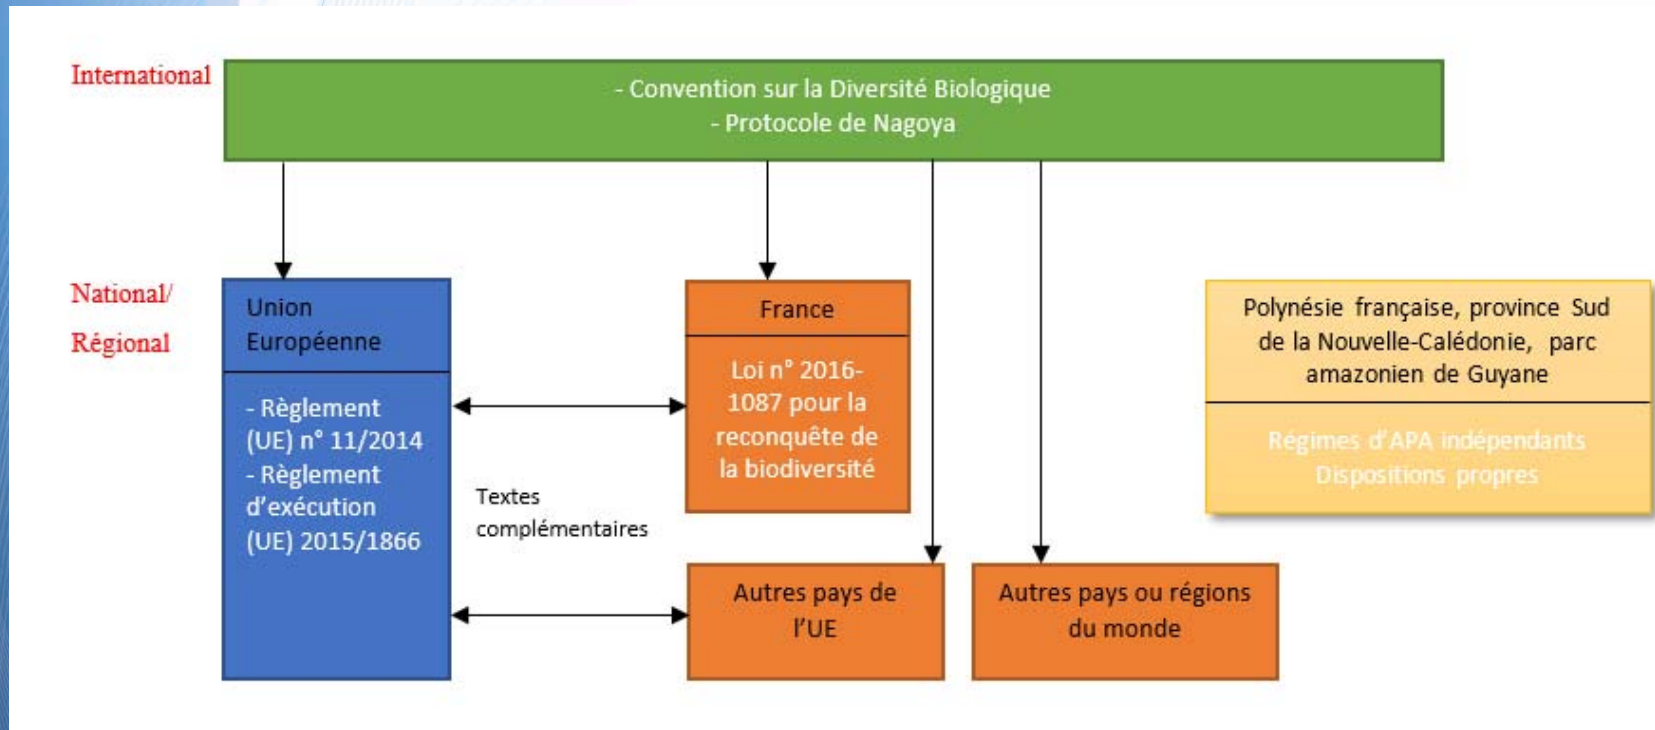 International
- Convention sur la Diversité Biologique
- Protocole de Nagoya
National/
Régional
Union
Européenne
- Règlement
(UE) n° 11/2014
- Règlement
d'exécution
(UE) 2015/1866
Textes
complémentaires
France
Loi n° 2016-
1087 pour la
reconquête de
la biodiversité
Autres pays de
l'UE
Autres pays ou régions
du monde
Polynésie française, province Sud
de la Nouvelle-Calédonie, parc
amazonien de Guyane
Régimes d'APA indépendants
Dispositions propres